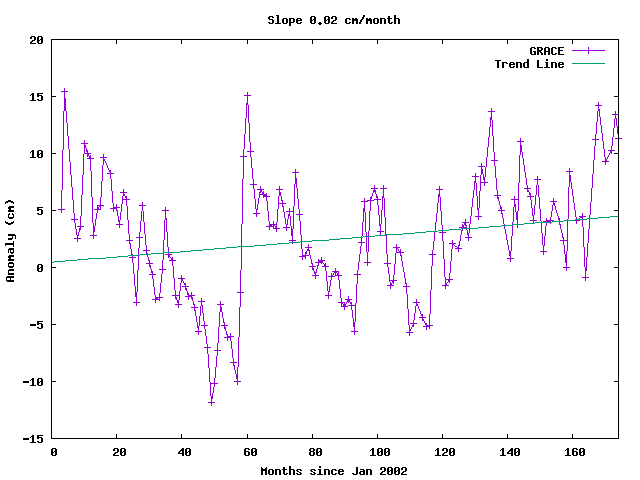 Slope 0.02 cm/month
GRACE
Trend Line
Anomaly (cm)
20
15
10
5
0
-5
-10
-15
0 20 40 60 80 100 120 140 160
Months since Jan 2002